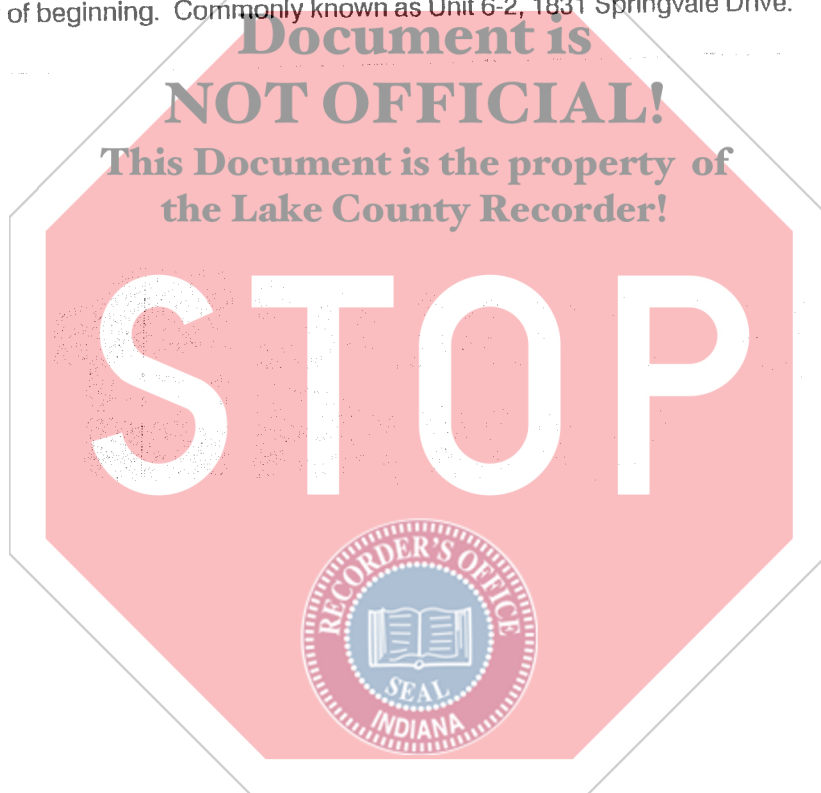 of beginning. Commonly known as Unit 6-2, 1831 Springvale Drive.
Document is
NOT OFFICIAL!
This Document is the property of
the Lake County Recorder!
STOP
RECORDER'S OFFICE
SEAL
INDIANA